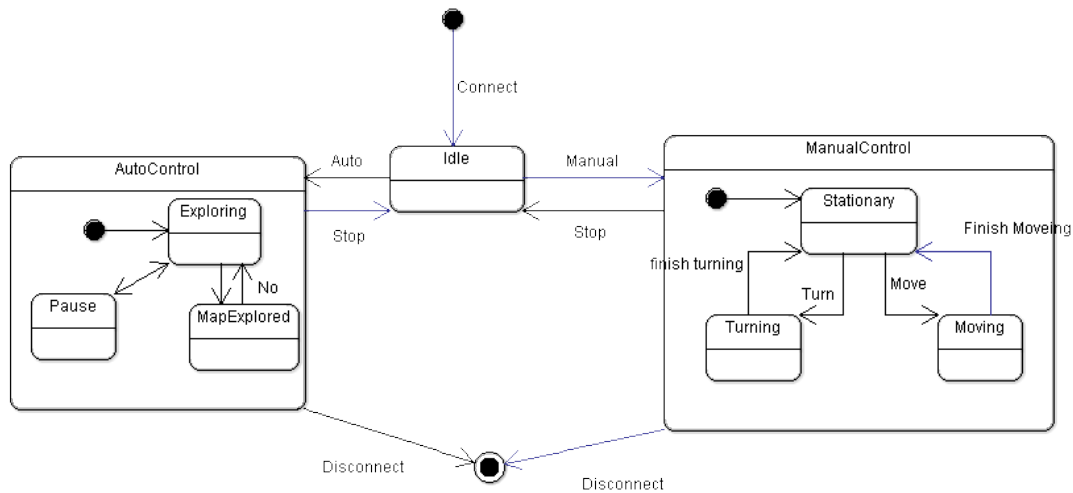 Connect
Idle
Auto
Manual
Stop
Stop
AutoControl
Exploring
No
Pause
MapExplored
ManualControl
Stationary
Finish Moveing
finish turning
Turn
Move
Turning
Moving
Disconnect
Disconnect